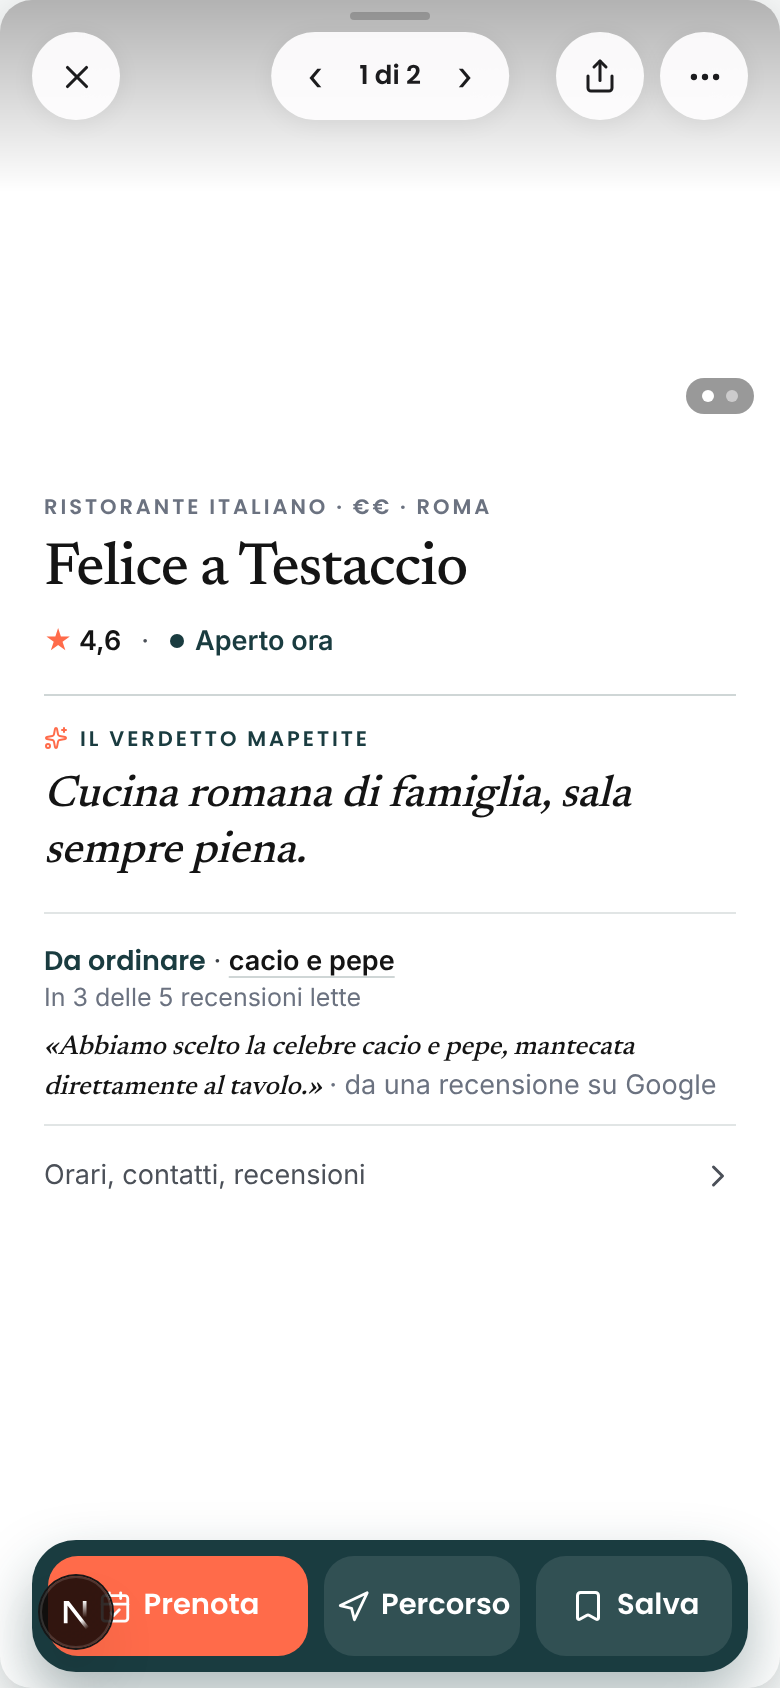 1 di 2
RISTORANTE ITALIANO · €€ · ROMA
Felice a Testaccio
★ 4,6 · ● Aperto ora
IL VERDETTO MAPETITE
Cucina romana di famiglia, sala
sempre piena.
Da ordinare · cacio e pepe
In 3 delle 5 recensioni lette
«Abbiamo scelto la celebre cacio e pepe, mantecata
direttamente al tavolo.» · da una recensione su Google
Orari, contatti, recensioni
N Prenota Percorso Salva